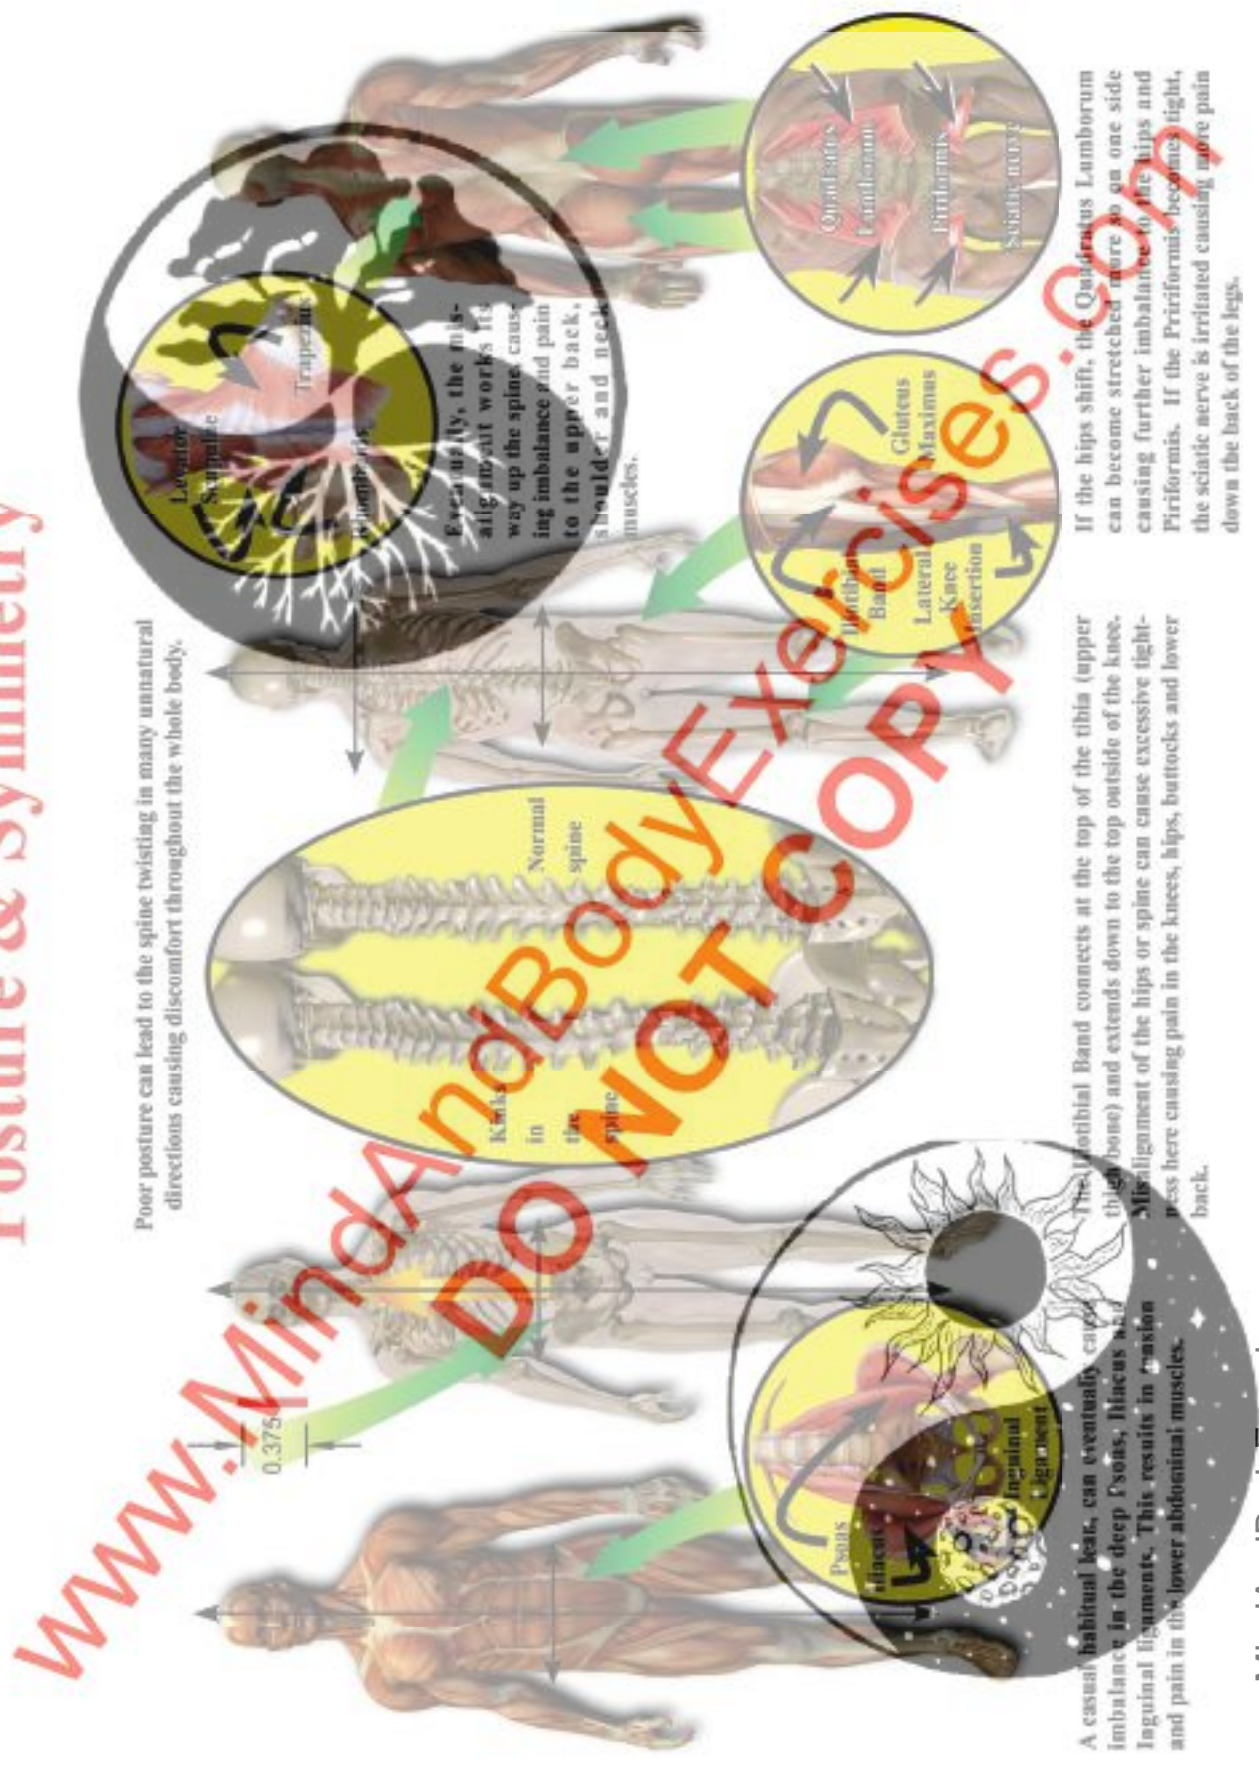 Posture & Symmetry
Poor posture can lead to the spine twisting in many unnatural
directions causing discomfort throughout the whole body.
0.375
Kinks
in
the
spine
Normal
spine
Levator
Scapulae
Trapezius
Eventually, the mis-
alignment works its
way up the spine, caus-
ing imbalance and pain
to the upper back,
shoulder and neck
muscles.
Psoas
Iliacus
Inguinal
Ligament
Iliotibial
Band
Lateral
Knee
Insertion
Gluteus
Maximus
Quadratus
Lumborum
Piriformis
Sciatic nerve
A casual habitual lean, can eventually cause
imbalance in the deep Psoas, Iliacus and
Inguinal ligaments. This results in tension
and pain in the lower abdominal muscles.
The Iliotibial Band connects at the top of the tibia (upper
thigh bone) and extends down to the top outside of the knee.
Misalignment of the hips or spine can cause excessive tight-
ness here causing pain in the knees, hips, buttocks and lower
back.
If the hips shift, the Quadratus Lumborum
can become stretched more so on one side
causing further imbalance to the hips and
Piriformis. If the Priformis becomes tight,
the sciatic nerve is irritated causing more pain
down the back of the legs.
www.MindAndBodyExercises.com
DO NOT COPY